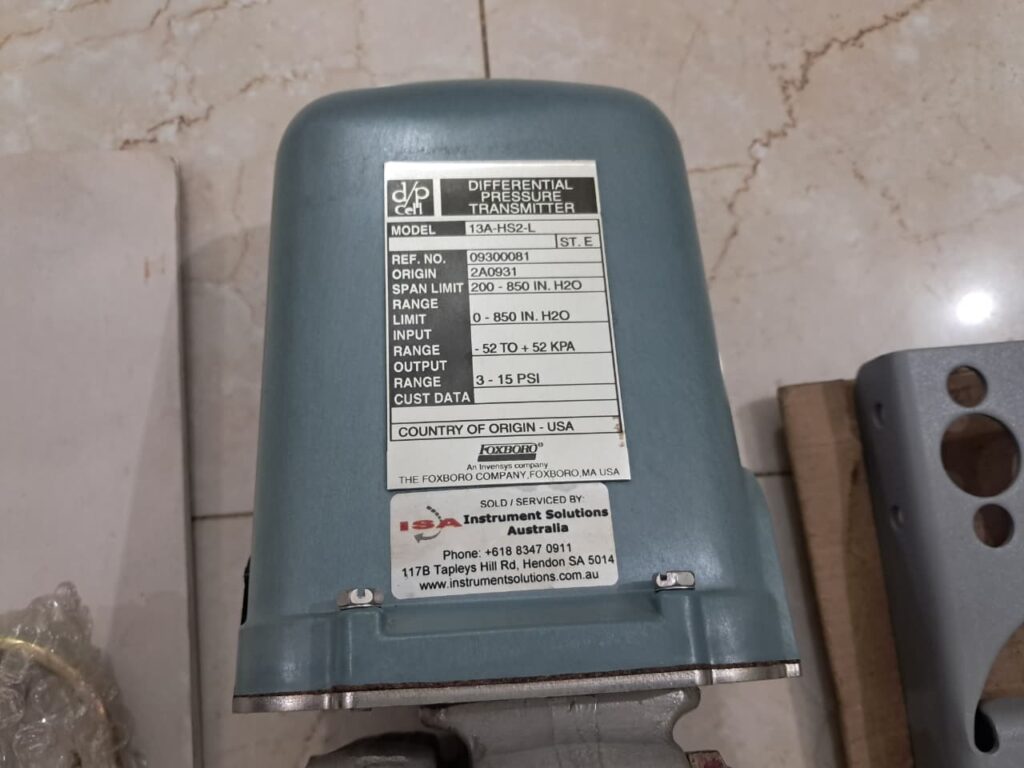 d/p
Cell
DIFFERENTIAL
PRESSURE
TRANSMITTER
MODEL 13A-HS2-L
ST. E
REF. NO. 09300081
ORIGIN 2A0931
SPAN LIMIT 200 - 850 IN. H2O
RANGE
LIMIT 0 - 850 IN. H2O
INPUT
RANGE - 52 TO + 52 KPA
OUTPUT
RANGE 3 - 15 PSI
CUST DATA
COUNTRY OF ORIGIN - USA
FOXBORO®
An Invensys company
THE FOXBORO COMPANY, FOXBORO, MA USA
SOLD / SERVICED BY:
ISA Instrument Solutions
Australia
Phone: +618 8347 0911
117B Tapleys Hill Rd, Hendon SA 5014
www.instrumentsolutions.com.au